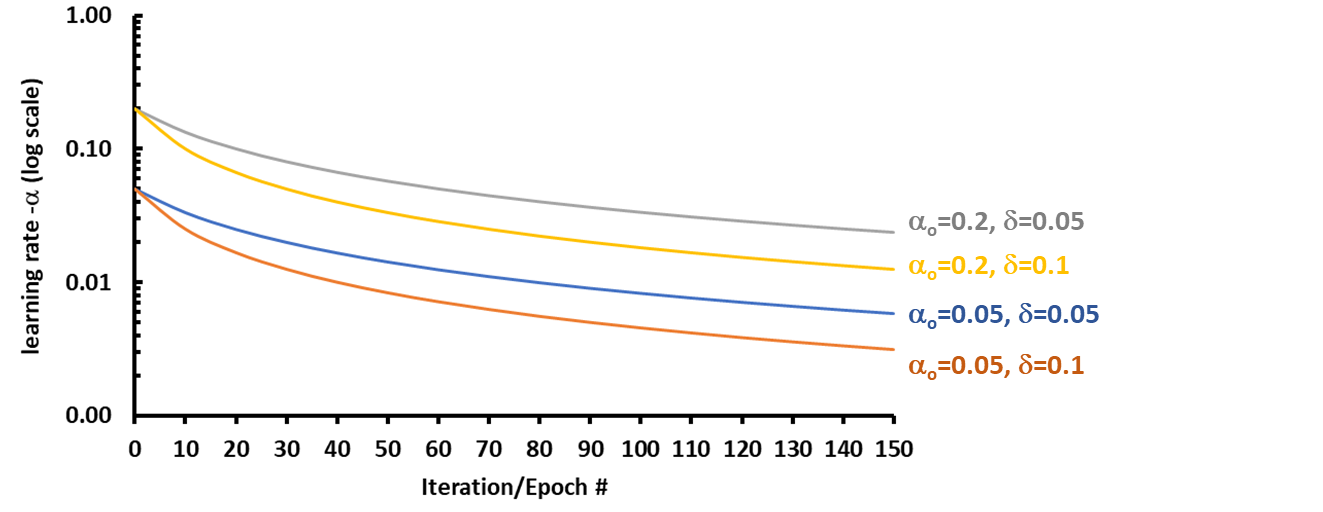 1.00
0.10
0.01
0.00
learning rate -α (log scale)
0 10 20 30 40 50 60 70 80 90 100 110 120 130 140 150
Iteration/Epoch #
αo=0.2, δ=0.05
αo=0.2, δ=0.1
αo=0.05, δ=0.05
αo=0.05, δ=0.1